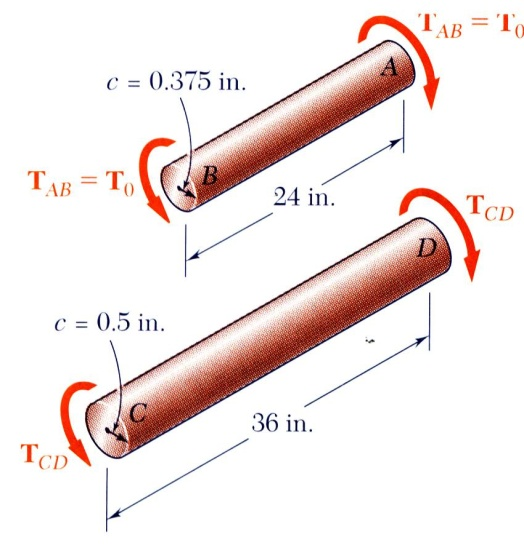 T_AB = T_0
A
c = 0.375 in.
B
T_AB = T_0
24 in.
T_CD
D
c = 0.5 in.
C
36 in.
T_CD